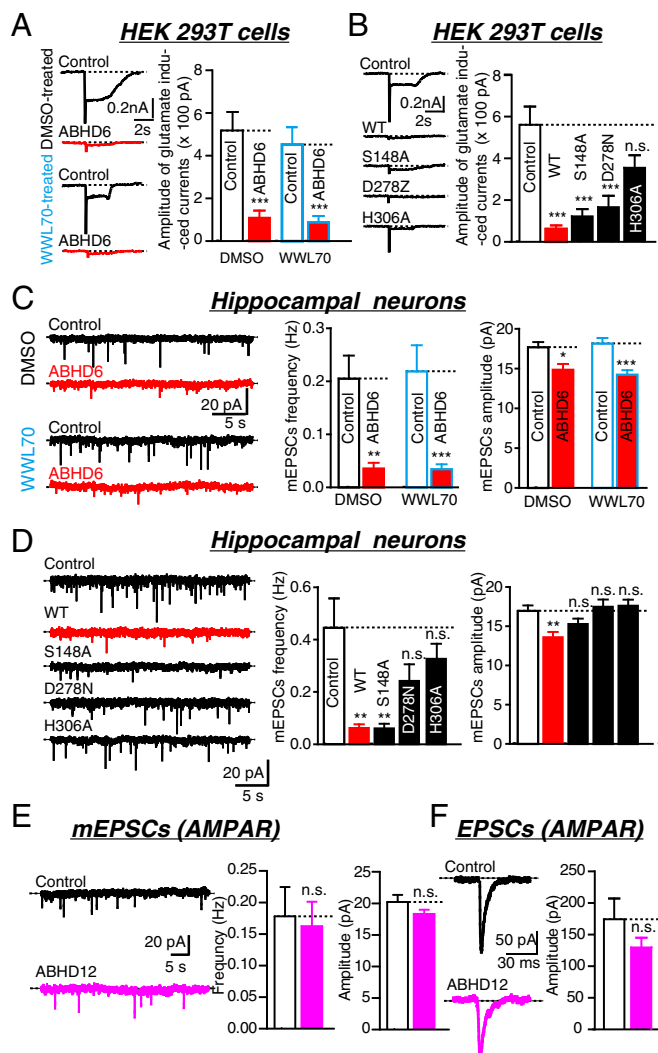 A
HEK 293T cells
DMSO-treated
WWL70-treated
Control
0.2nA
2s
ABHD6
Control
ABHD6
Amplitude of glutamate indu-
-ced currents (x 100 pA)
8
6
4
2
0
Control
ABHD6
***
Control
ABHD6
***
DMSO
WWL70
B
HEK 293T cells
Control
0.2nA
2s
WT
S148A
D278Z
H306A
Amplitude of glutamate indu-
-ced currents (x 100 pA)
8
6
4
2
0
Control
WT
***
S148A
***
D278N
***
n.s.
H306A
C
Hippocampal neurons
DMSO
Control
ABHD6
20 pA
5 s
WWL70
Control
ABHD6
mEPSCs frequency (Hz)
0.3
0.2
0.1
0.0
Control
ABHD6
**
Control
ABHD6
***
DMSO
WWL70
mEPSCs amplitude (pA)
20
15
10
5
0
Control
*
ABHD6
Control
***
ABHD6
DMSO
WWL70
D
Hippocampal neurons
Control
WT
S148A
D278N
H306A
20 pA
5 s
mEPSCs frequency (Hz)
0.6
0.4
0.2
0.0
Control
WT
**
S148A
**
n.s.
D278N
n.s.
H306A
mEPSCs amplitude (pA)
20
15
10
5
0
**
n.s.
n.s.
n.s.
E
mEPSCs (AMPAR)
Control
20 pA
5 s
ABHD12
Frequncy (Hz)
0.25
0.20
0.15
0.10
0.05
0.00
n.s.
Amplitude (pA)
25
20
15
10
5
0
n.s.
F
EPSCs (AMPAR)
Control
50 pA
30 ms
ABHD12
Amplitude (pA)
250
200
150
100
50
0
n.s.